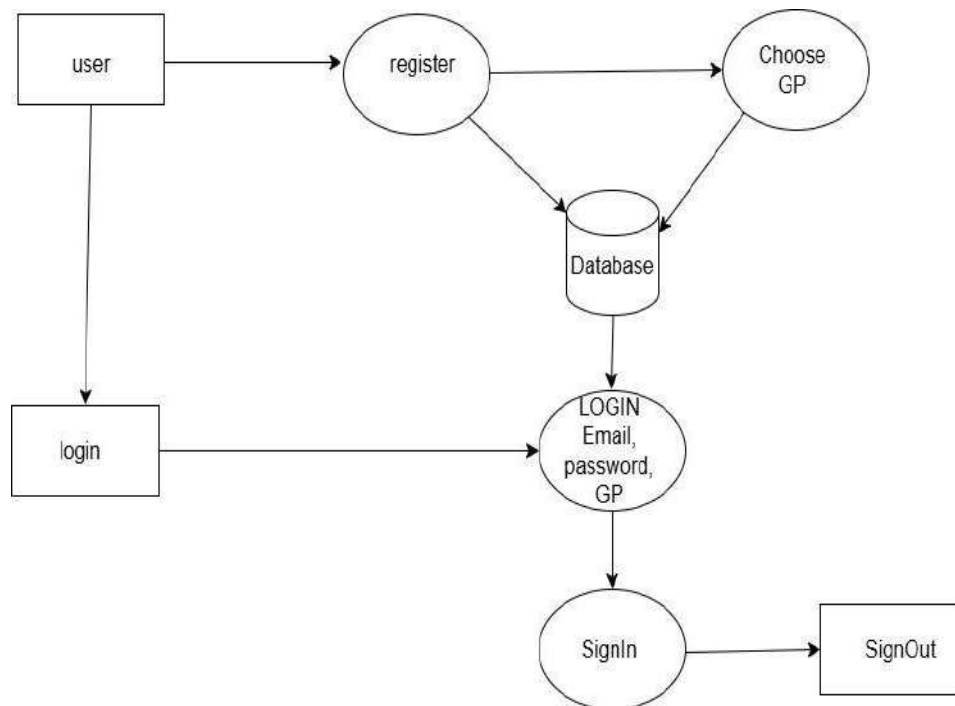 user
register
Choose
GP
Database
login
LOGIN
Email,
password,
GP
SignIn
SignOut